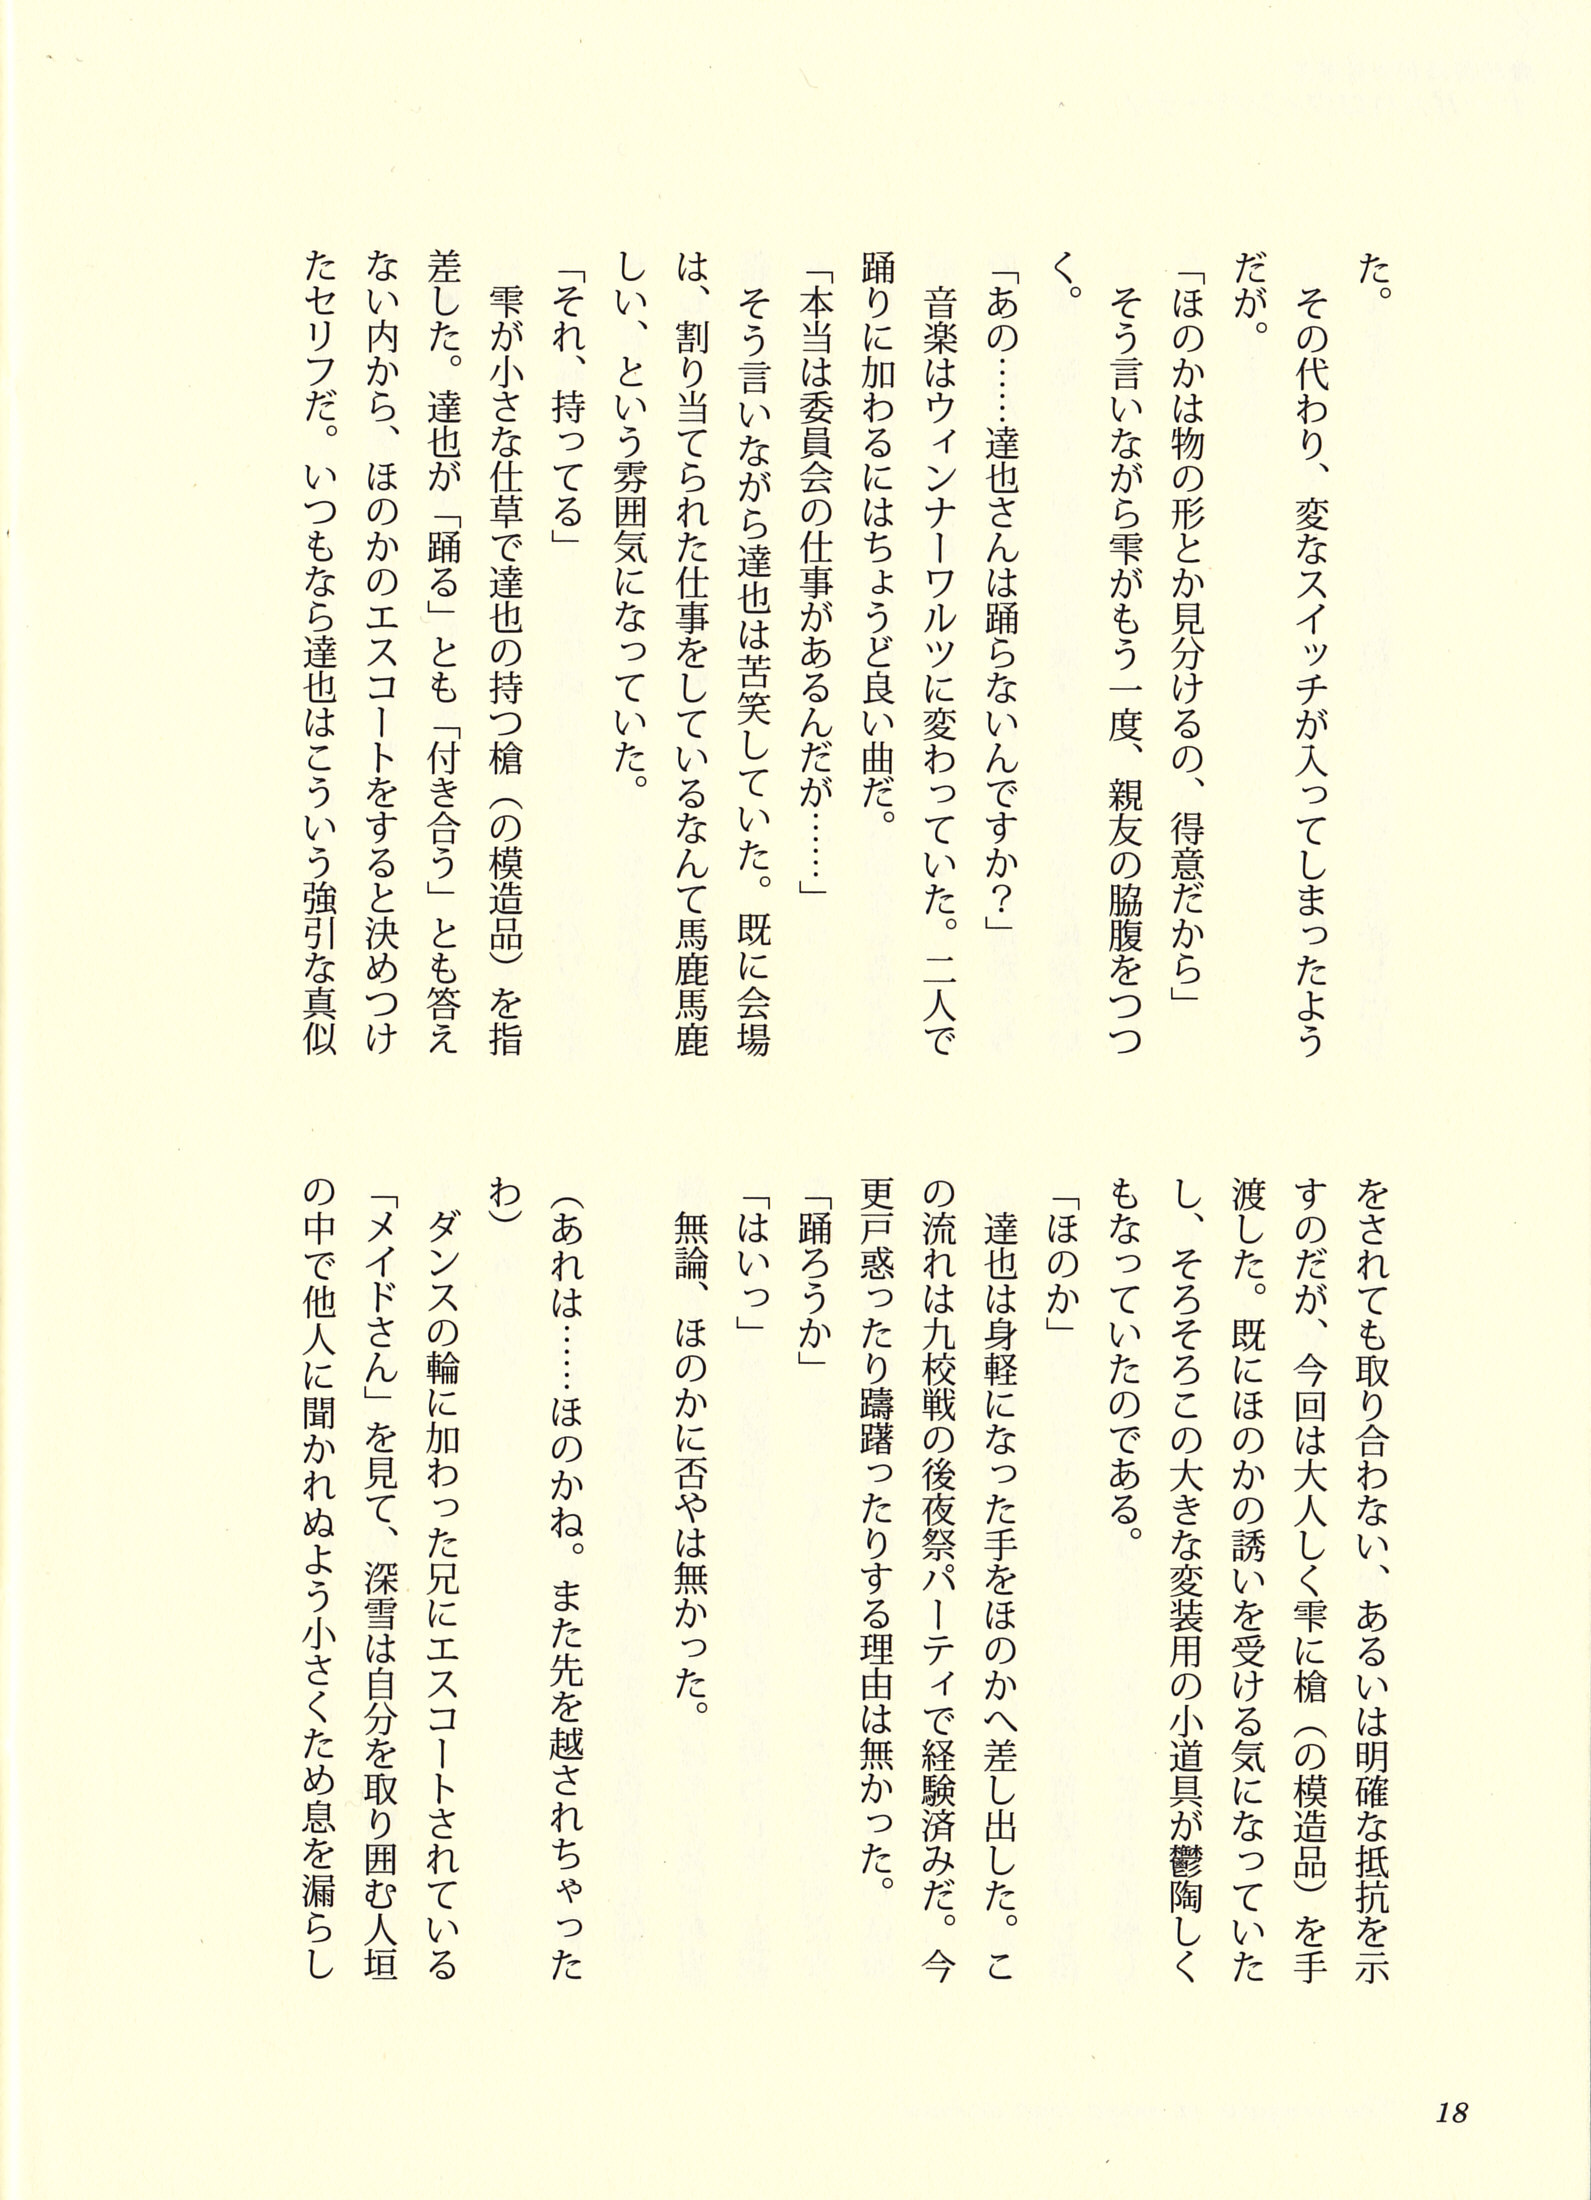 た。
　その代わり、変なスイッチが入ってしまったよう
だが。
「ほのかは物の形とか見分けるの、得意だから」
　そう言いながら雫がもう一度、親友の脇腹をつつ
く。
「あの……達也さんは踊らないんですか？」
　音楽はウィンナーワルツに変わっていた。二人で
踊りに加わるにはちょうど良い曲だ。
「本当は委員会の仕事があるんだが……」
　そう言いながら達也は苦笑していた。既に会場
は、割り当てられた仕事をしているなんて馬鹿馬鹿
しい、という雰囲気になっていた。
「それ、持ってる」
　雫が小さな仕草で達也の持つ槍（の模造品）を指
差した。達也が「踊る」とも「付き合う」とも答え
ない内から、ほのかのエスコートをすると決めつけ
たセリフだ。いつもなら達也はこういう強引な真似
をされても取り合わない、あるいは明確な抵抗を示
すのだが、今回は大人しく雫に槍（の模造品）を手
渡した。既にほのかの誘いを受ける気になっていた
し、そろそろこの大きな変装用の小道具が鬱陶しく
もなっていたのである。
「ほのか」
　達也は身軽になった手をほのかへ差し出した。こ
の流れは九校戦の後夜祭パーティで経験済みだ。今
更戸惑ったり躊躇ったりする理由は無かった。
「踊ろうか」
「はいっ」
　無論、ほのかに否やは無かった。
（あれは……ほのかね。また先を越されちゃった
わ）
　ダンスの輪に加わった兄にエスコートされている
「メイドさん」を見て、深雪は自分を取り囲む人垣
の中で他人に聞かれぬよう小さくため息を漏らし
18